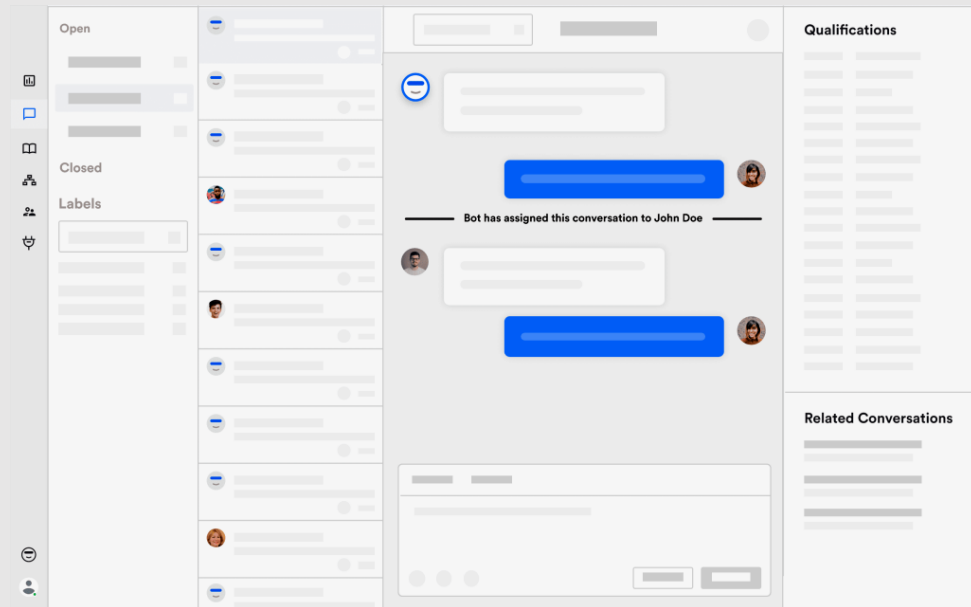 Open
Closed
Labels
Bot has assigned this conversation to John Doe
Qualifications
Related Conversations